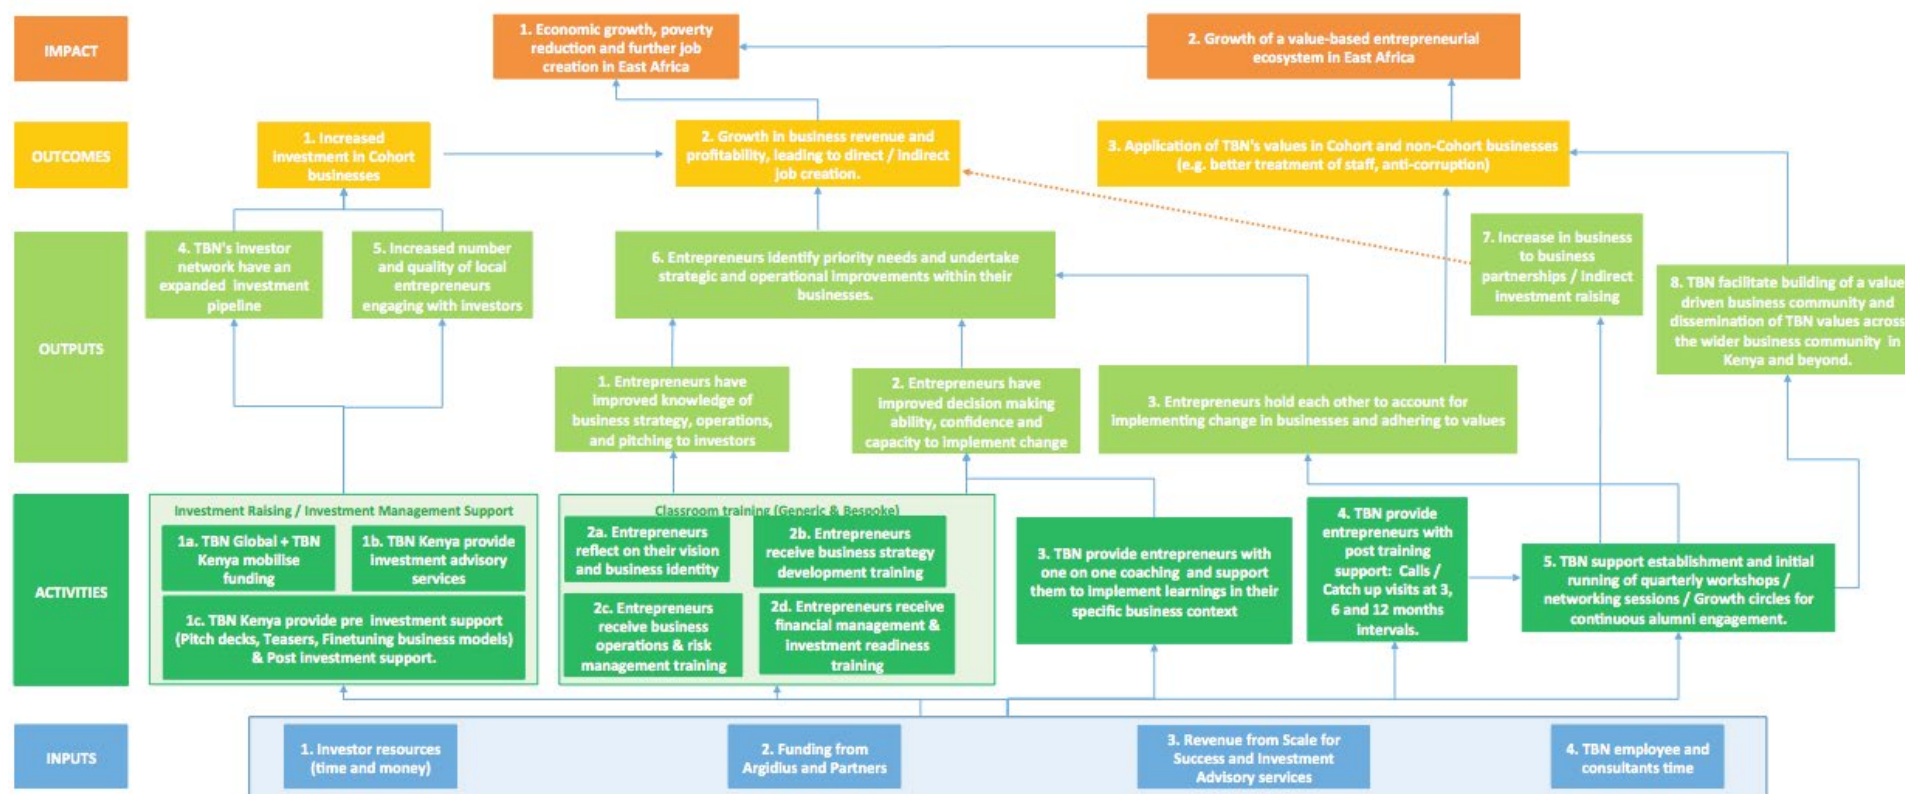 IMPACT
1. Economic growth, poverty
reduction and further job
creation in East Africa
2. Growth of a value-based entrepreneurial
ecosystem in East Africa
OUTCOMES
1. Increased
investment in Cohort
businesses
2. Growth in business revenue and
profitability, leading to direct / indirect
job creation.
3. Application of TBN's values in Cohort and non-Cohort businesses
(e.g. better treatment of staff, anti-corruption)
OUTPUTS
4. TBN's investor
network have an
expanded investment
pipeline
5. Increased number
and quality of local
entrepreneurs
engaging with investors
6. Entrepreneurs identify priority needs and undertake
strategic and operational improvements within their
businesses.
7. Increase in business
to business
partnerships / Indirect
investment raising
8. TBN facilitate building of a value
driven business community and
dissemination of TBN values across
the wider business community in
Kenya and beyond.
1. Entrepreneurs have
improved knowledge of
business strategy, operations,
and pitching to investors
2. Entrepreneurs have
improved decision making
ability, confidence and
capacity to implement change
3. Entrepreneurs hold each other to account for
implementing change in businesses and adhering to values
ACTIVITIES
Investment Raising / Investment Management Support
1a. TBN Global + TBN
Kenya mobilise
funding
1b. TBN Kenya provide
investment advisory
services
1c. TBN Kenya provide pre investment support
(Pitch decks, Teasers, Finetuning business models)
& Post investment support.
Classroom training (Generic & Bespoke)
2a. Entrepreneurs
reflect on their vision
and business identity
2b. Entrepreneurs
receive business strategy
development training
2c. Entrepreneurs
receive business
operations & risk
management training
2d. Entrepreneurs receive
financial management &
investment readiness
training
3. TBN provide entrepreneurs with
one on one coaching and support
them to implement learnings in their
specific business context
4. TBN provide
entrepreneurs with
post training
support: Calls /
Catch up visits at 3,
6 and 12 months
intervals.
5. TBN support establishment and initial
running of quarterly workshops /
networking sessions / Growth circles for
continuous alumni engagement.
INPUTS
1. Investor resources
(time and money)
2. Funding from
Argidius and Partners
3. Revenue from Scale for
Success and Investment
Advisory services
4. TBN employee and
consultants time